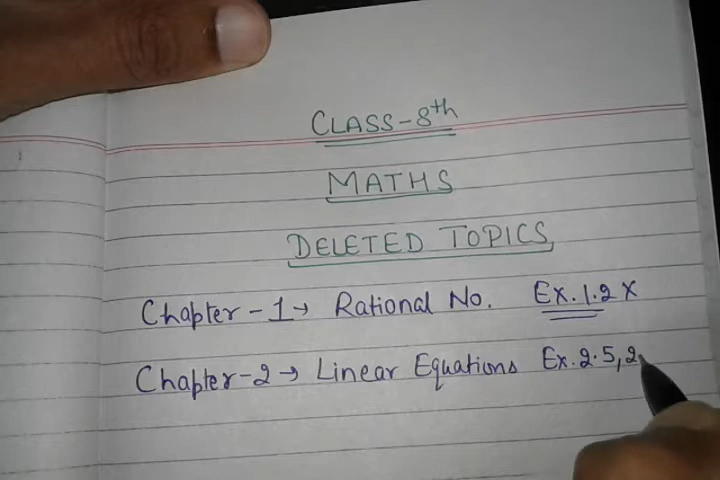 CLASS-8th
MATHS
DELETED TOPICS
Chapter-1→ Rational No. Ex. 1.2 x
Chapter-2→ Linear Equations Ex. 2.5, 2